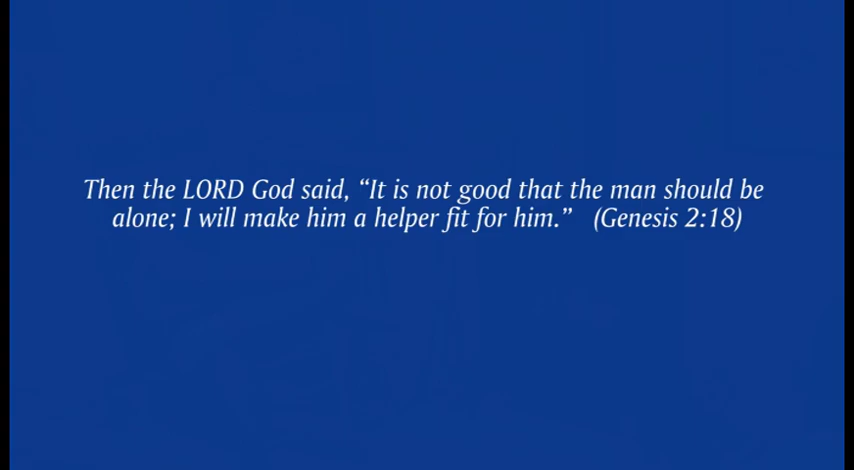 Then the LORD God said, “It is not good that the man should be
alone; I will make him a helper fit for him.” (Genesis 2:18)